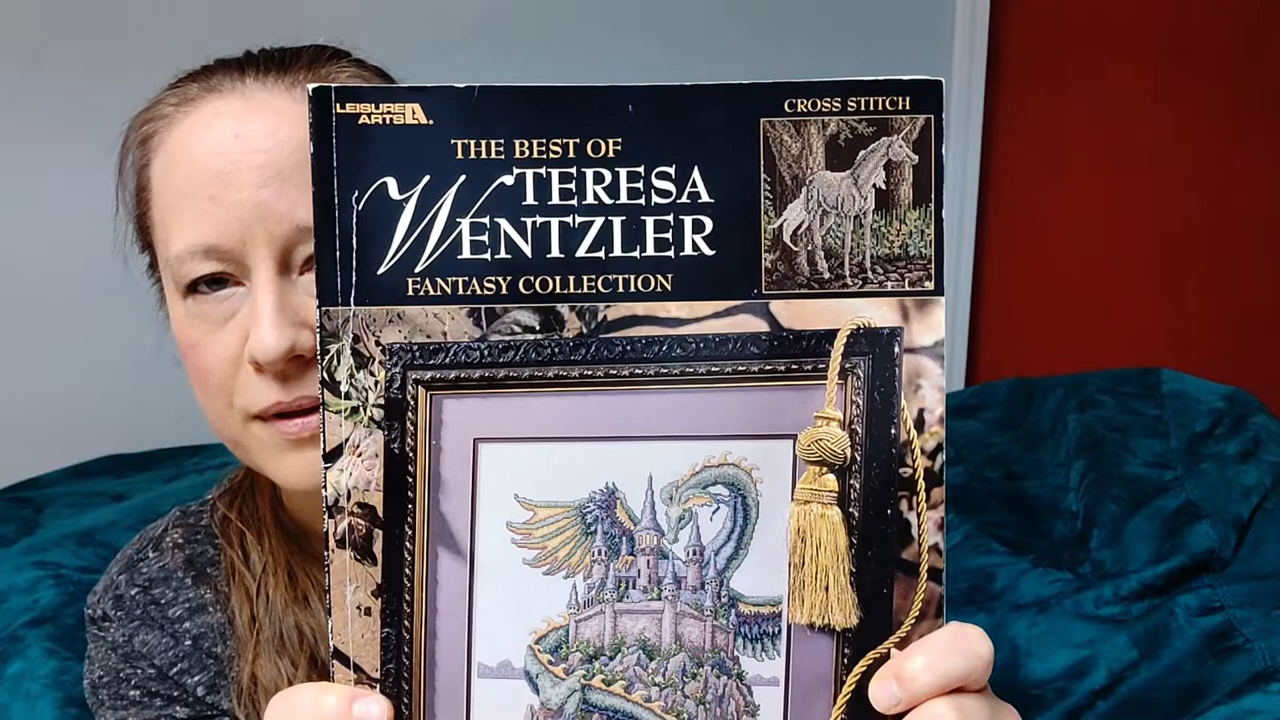 LEISURE
ARTS
THE BEST OF
TERESA
WENTZLER
FANTASY COLLECTION
CROSS STITCH